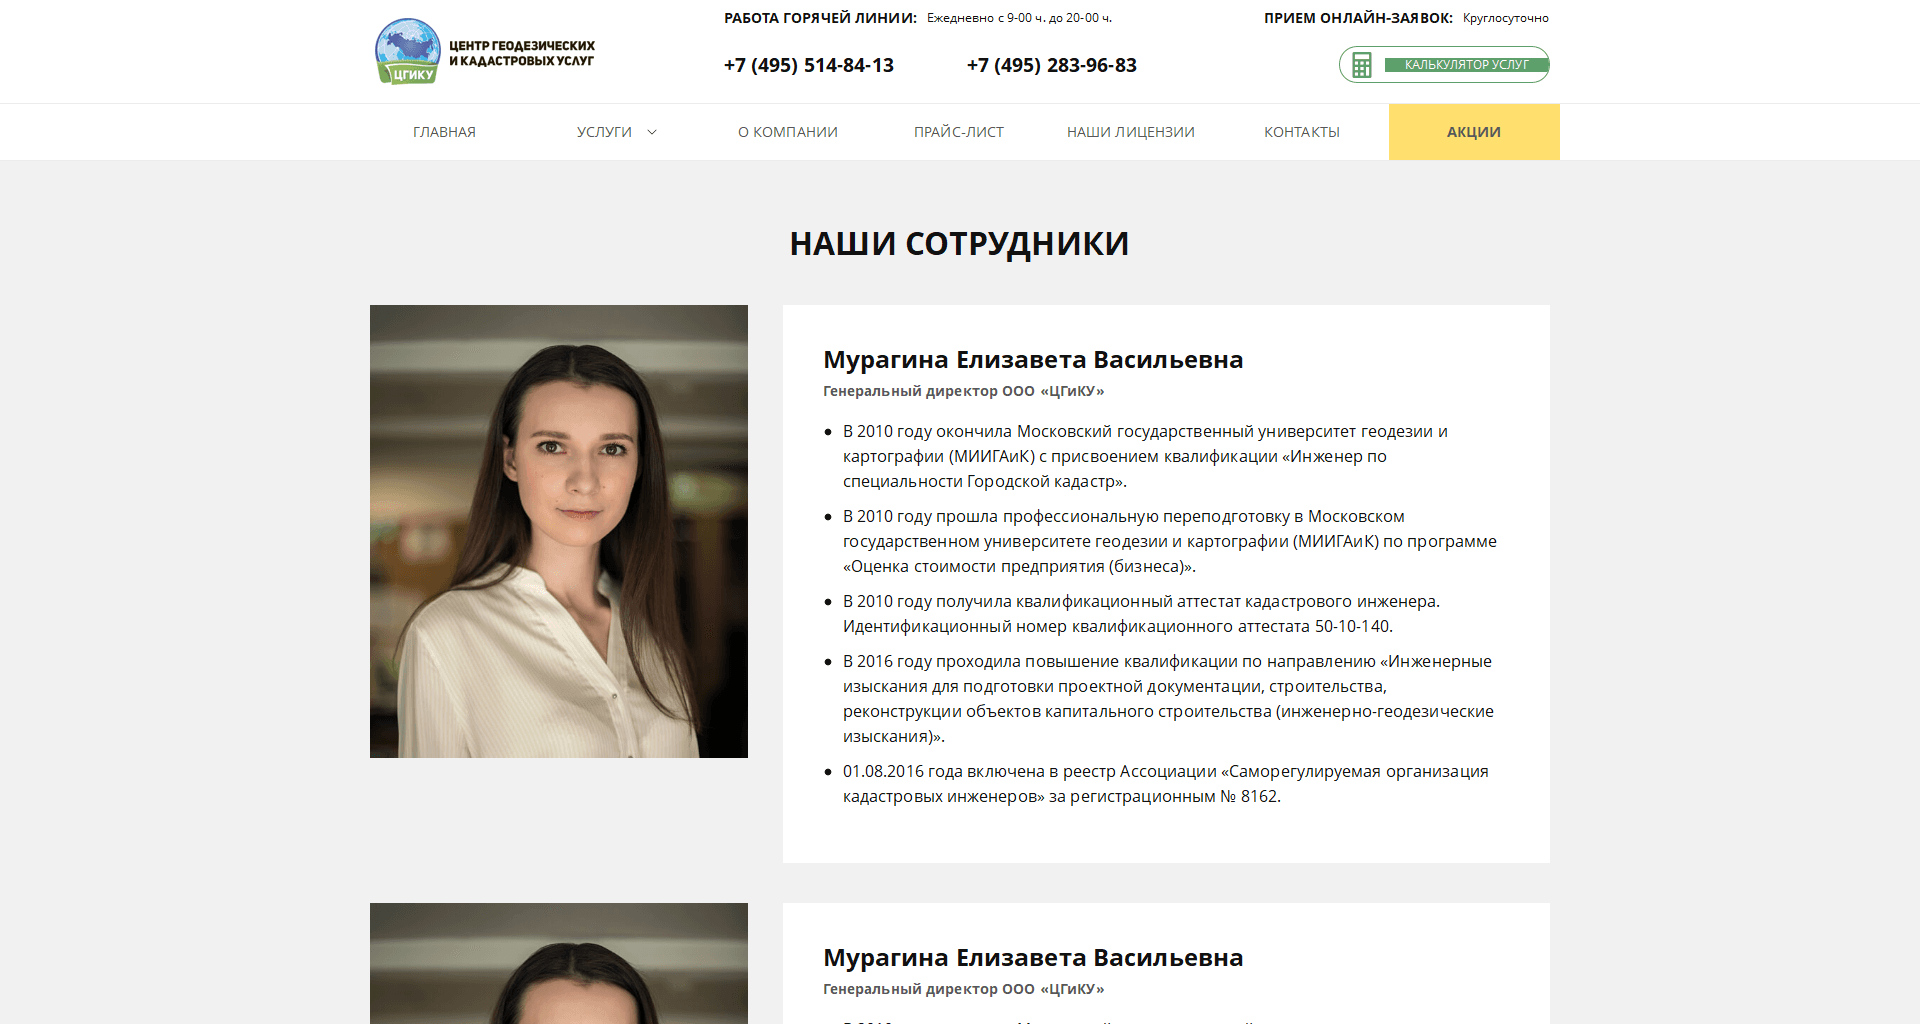 РАБОТА ГОРЯЧЕЙ ЛИНИИ: Ежедневно с 9-00 ч. до 20-00 ч.
ПРИЕМ ОНЛАЙН-ЗАЯВОК: Круглосуточно
ЦГИКУ
ЦЕНТР ГЕОДЕЗИЧЕСКИХ
И КАДАСТРОВЫХ УСЛУГ
+7 (495) 514-84-13
+7 (495) 283-96-83
КАЛЬКУЛЯТОР УСЛУГ
ГЛАВНАЯ
УСЛУГИ
О КОМПАНИИ
ПРАЙС-ЛИСТ
НАШИ ЛИЦЕНЗИИ
КОНТАКТЫ
АКЦИИ
НАШИ СОТРУДНИКИ
Мурагина Елизавета Васильевна
Генеральный директор ООО «ЦГиКУ»
В 2010 году окончила Московский государственный университет геодезии и
картографии (МИИГАиК) с присвоением квалификации «Инженер по
специальности Городской кадастр».
В 2010 году прошла профессиональную переподготовку в Московском
государственном университете геодезии и картографии (МИИГАиК) по программе
«Оценка стоимости предприятия (бизнеса)».
В 2010 году получила квалификационный аттестат кадастрового инженера.
Идентификационный номер квалификационного аттестата 50-10-140.
В 2016 году проходила повышение квалификации по направлению «Инженерные
изыскания для подготовки проектной документации, строительства,
реконструкции объектов капитального строительства (инженерно-геодезические
изыскания)».
01.08.2016 года включена в реестр Ассоциации «Саморегулируемая организация
кадастровых инженеров» за регистрационным № 8162.
Мурагина Елизавета Васильевна
Генеральный директор ООО «ЦГиКУ»